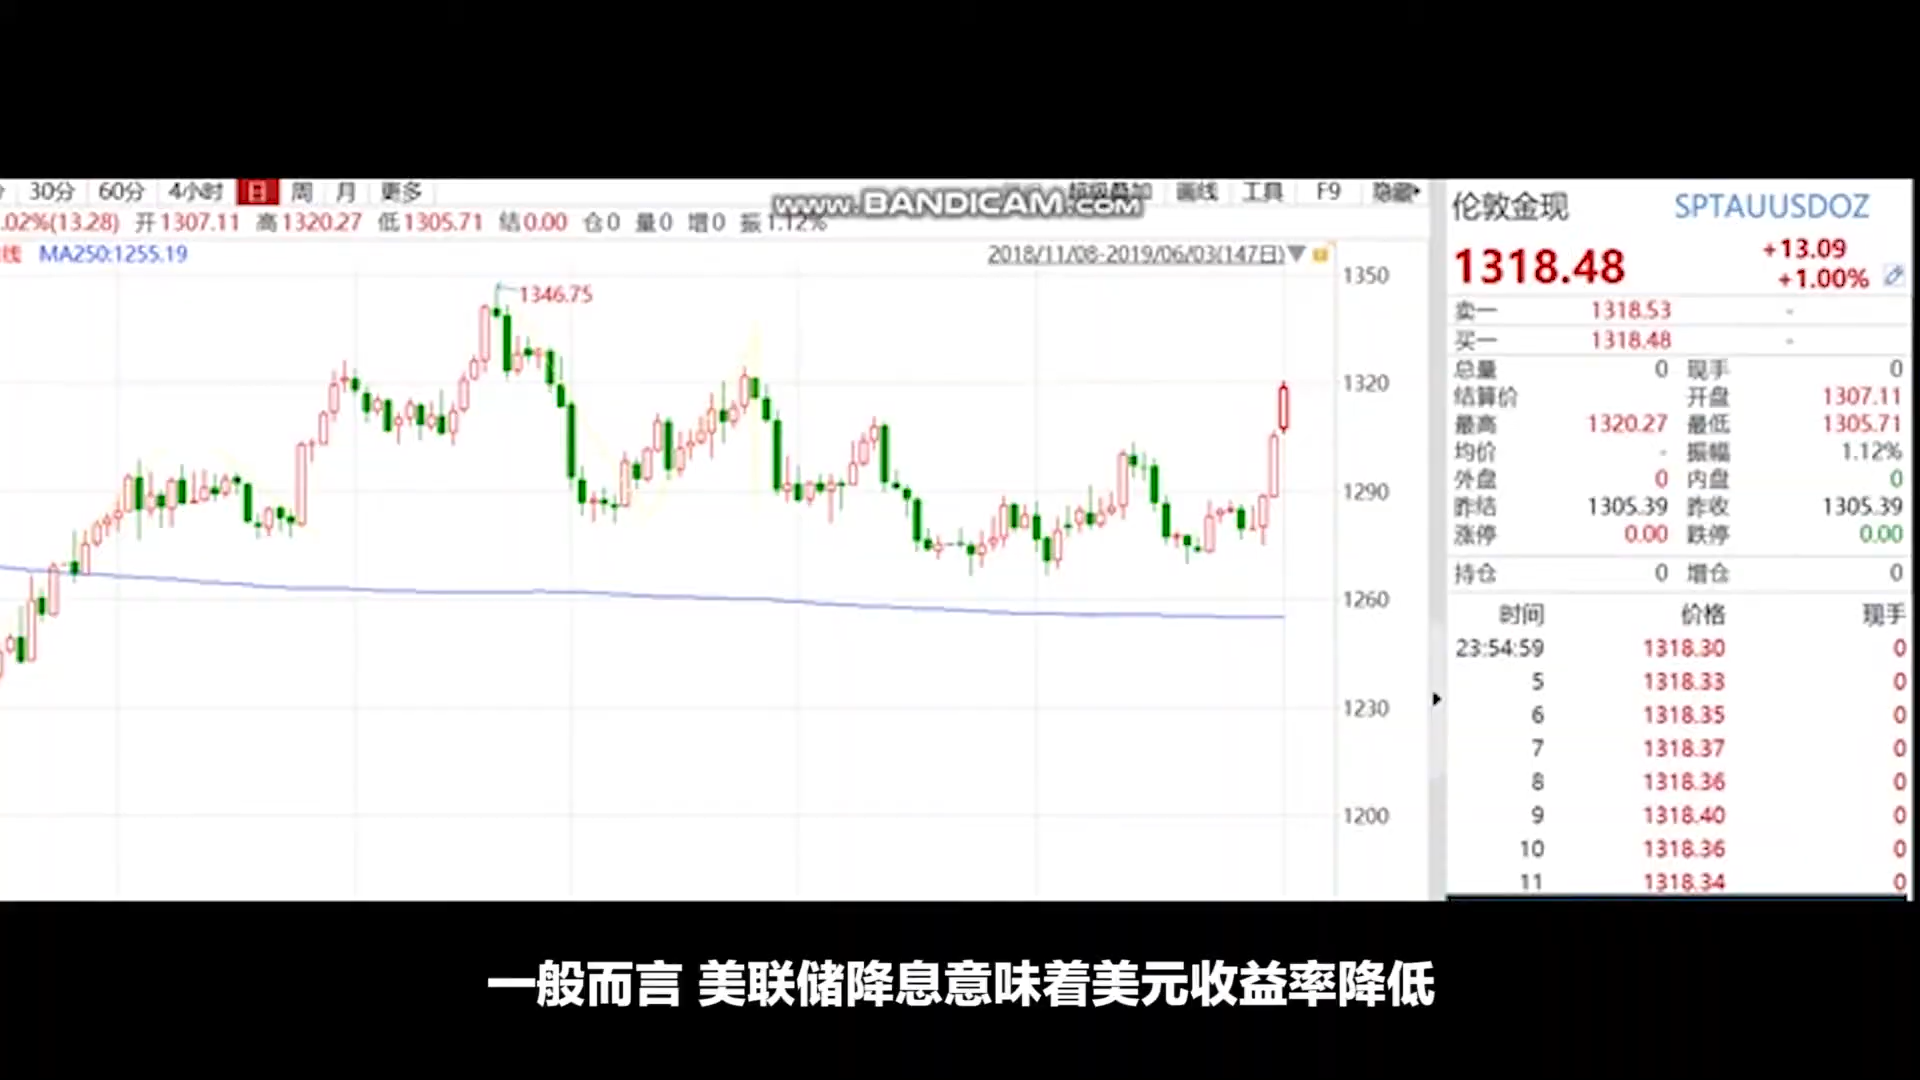 30分 60分 4小时 日 周 月 更多 超级叠加 画线 工具 F9 隐藏
www.BANDICAM.com
.02%(13.28) 开1307.11 高1320.27 低1305.71 结0.00 仓0 量0 增0 振1.12%
线 MA250:1255.19 2018/11/08-2019/06/03(147日)
1346.75
1350
1320
1290
1260
1230
1200
伦敦金现 SPTAUUSDOZ
1318.48 +13.09
+1.00%
卖一 1318.53 -
买一 1318.48 -
总量 0 现手 0
结算价 开盘 1307.11
最高 1320.27 最低 1305.71
均价 - 振幅 1.12%
外盘 0 内盘 0
昨结 1305.39 昨收 1305.39
涨停 0.00 跌停 0.00
持仓 0 增仓 0
时间 价格 现手
23:54:59 1318.30 0
5 1318.33 0
6 1318.35 0
7 1318.37 0
8 1318.36 0
9 1318.40 0
10 1318.36 0
11 1318.34 0
一般而言 美联储降息意味着美元收益率降低